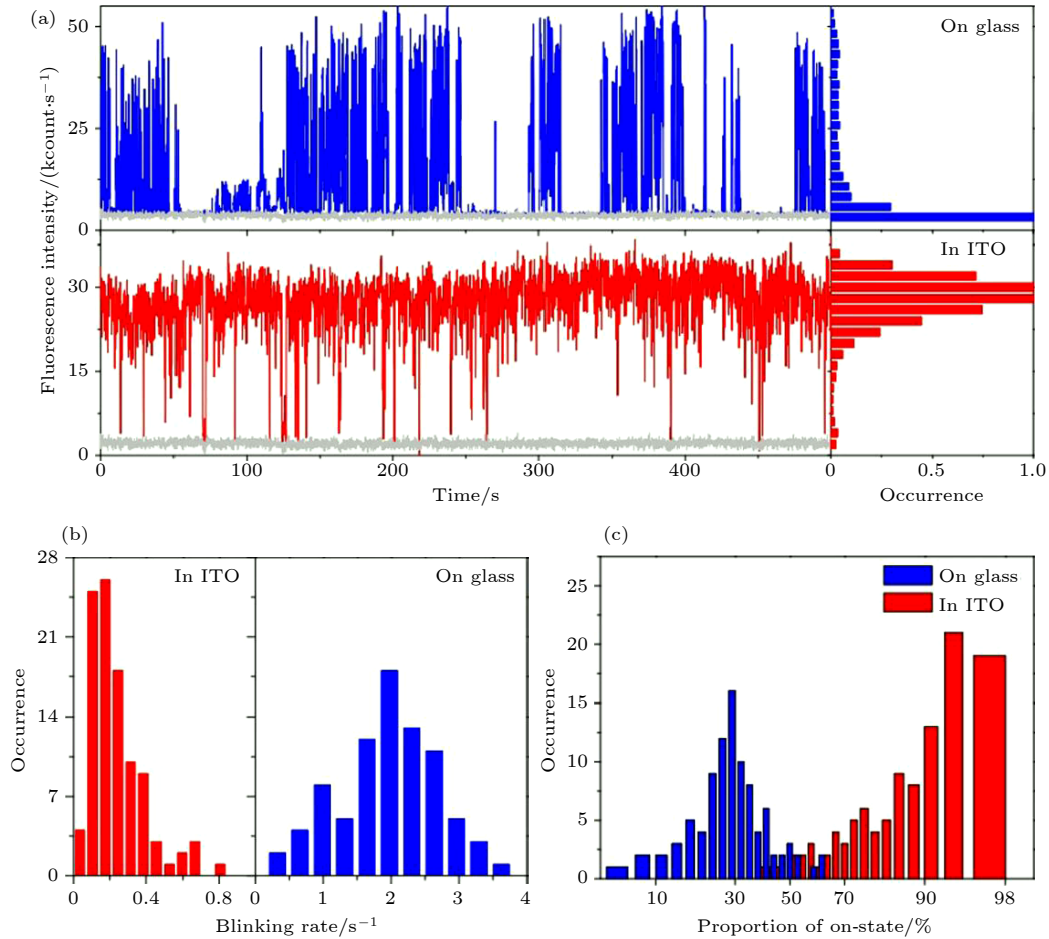 (a)
On glass
50
25
0
In ITO
30
15
0
Fluorescence intensity/(kcount·s⁻¹)
0 100 200 300 400 0 0.5 1.0
Time/s Occurrence
(b)
28
21
14
7
0
Occurrence
In ITO On glass
0 0.4 0.8 0 1 2 3 4
Blinking rate/s⁻¹
(c)
25
20
15
10
5
0
Occurrence
On glass
In ITO
10 30 50 70 90 98
Proportion of on-state/%